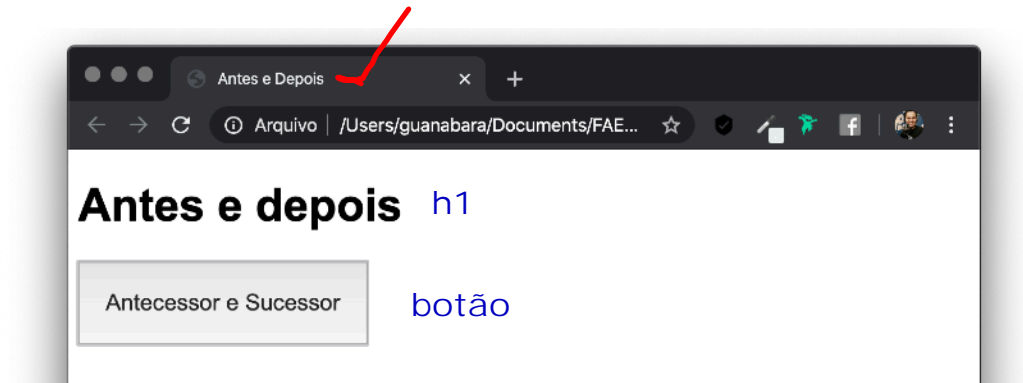 Antes e Depois
Arquivo | /Users/guanabara/Documents/FAE...
Antes e depois h1
Antecessor e Sucessor botão